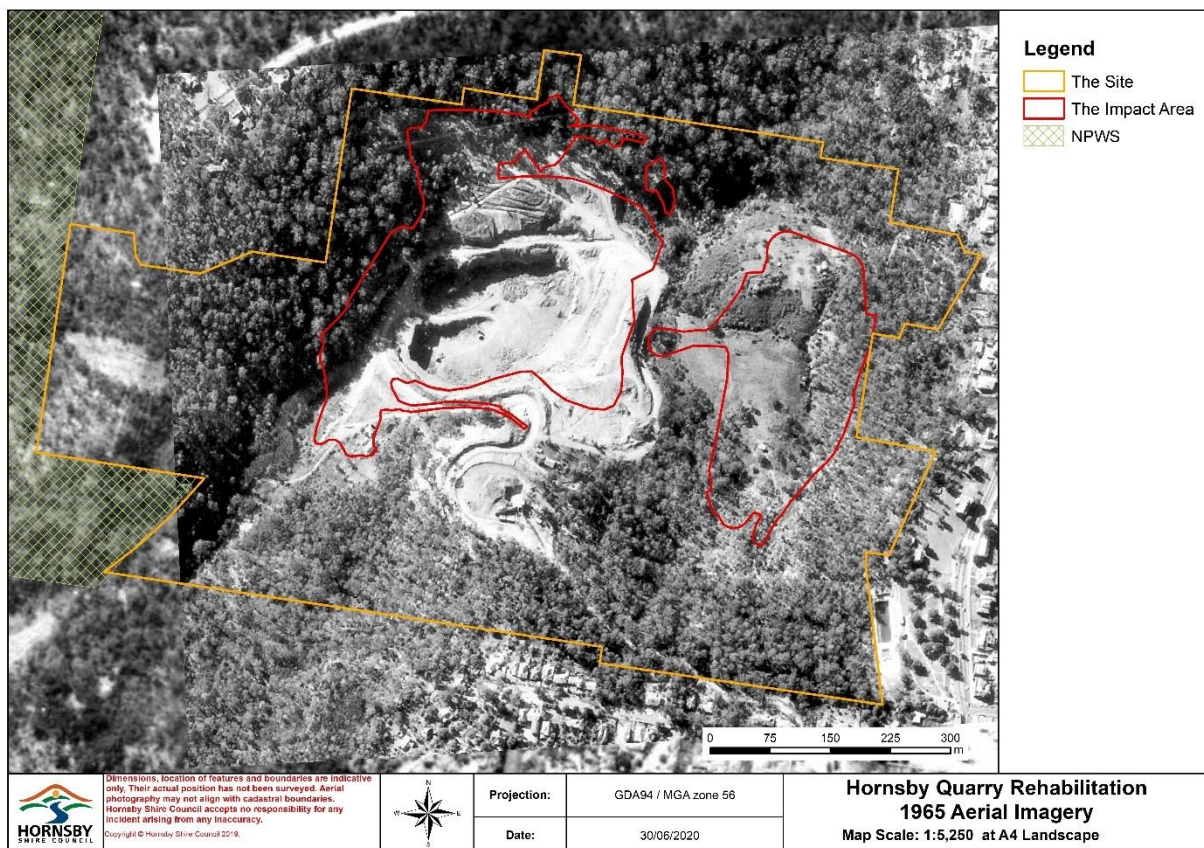 Legend
The Site
The Impact Area
NPWS
0 75 150 225 300
m
HORNSBY
SHIRE COUNCIL
Dimensions, location of features and boundaries are indicative
only, Their actual position has not been surveyed. Aerial
photography may not align with cadastral boundaries.
Hornsby Shire Council accepts no responsibility for any
incident arising from any inaccuracy.
Copyright © Hornsby Shire Council 2019.
N
W E
S
Projection: GDA94 / MGA zone 56
Date: 30/06/2020
Hornsby Quarry Rehabilitation
1965 Aerial Imagery
Map Scale: 1:5,250 at A4 Landscape